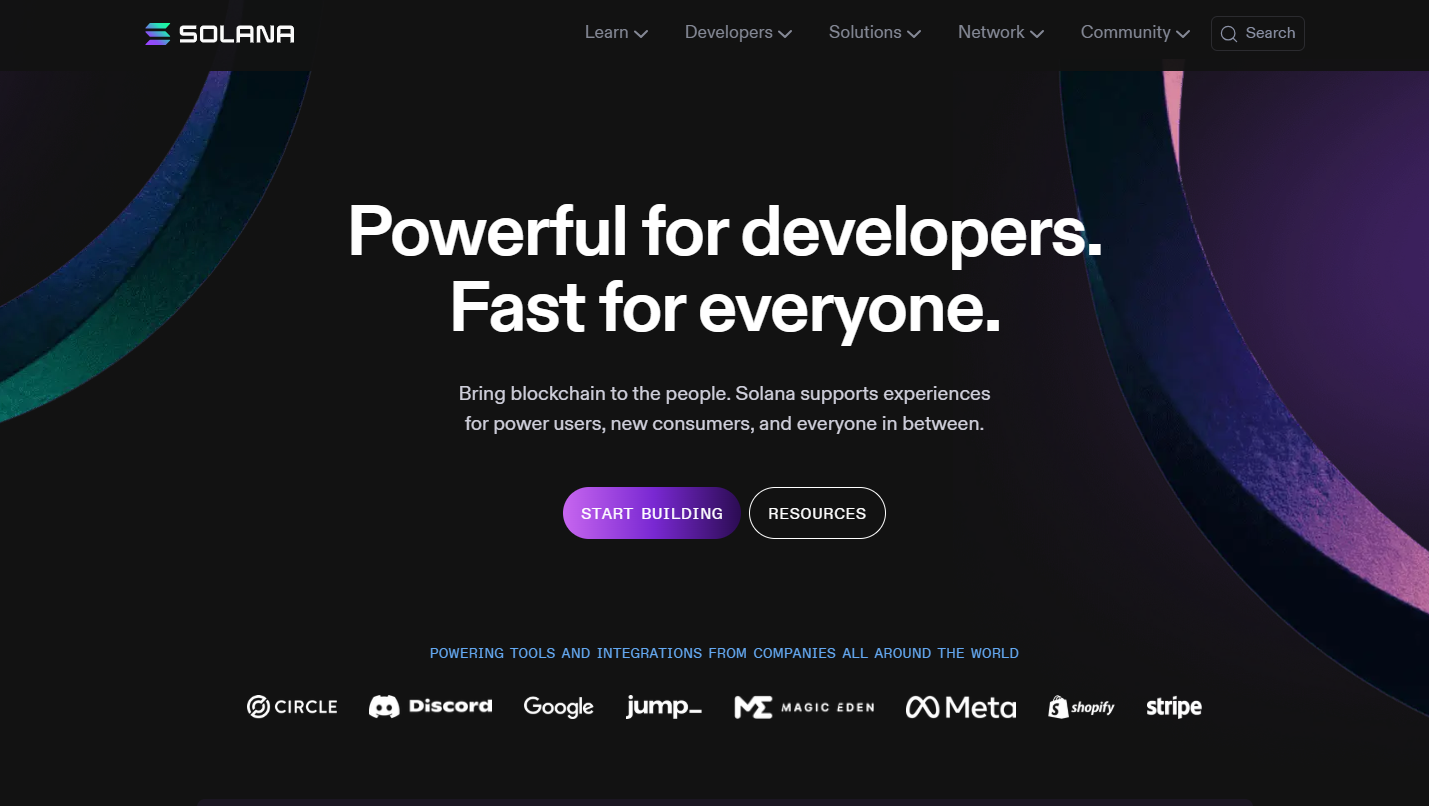 SOLANA
Learn Developers Solutions Network Community Search
Powerful for developers.
Fast for everyone.
Bring blockchain to the people. Solana supports experiences
for power users, new consumers, and everyone in between.
START BUILDING RESOURCES
POWERING TOOLS AND INTEGRATIONS FROM COMPANIES ALL AROUND THE WORLD
CIRCLE Discord Google jump_ ME MAGIC EDEN Meta shopify stripe